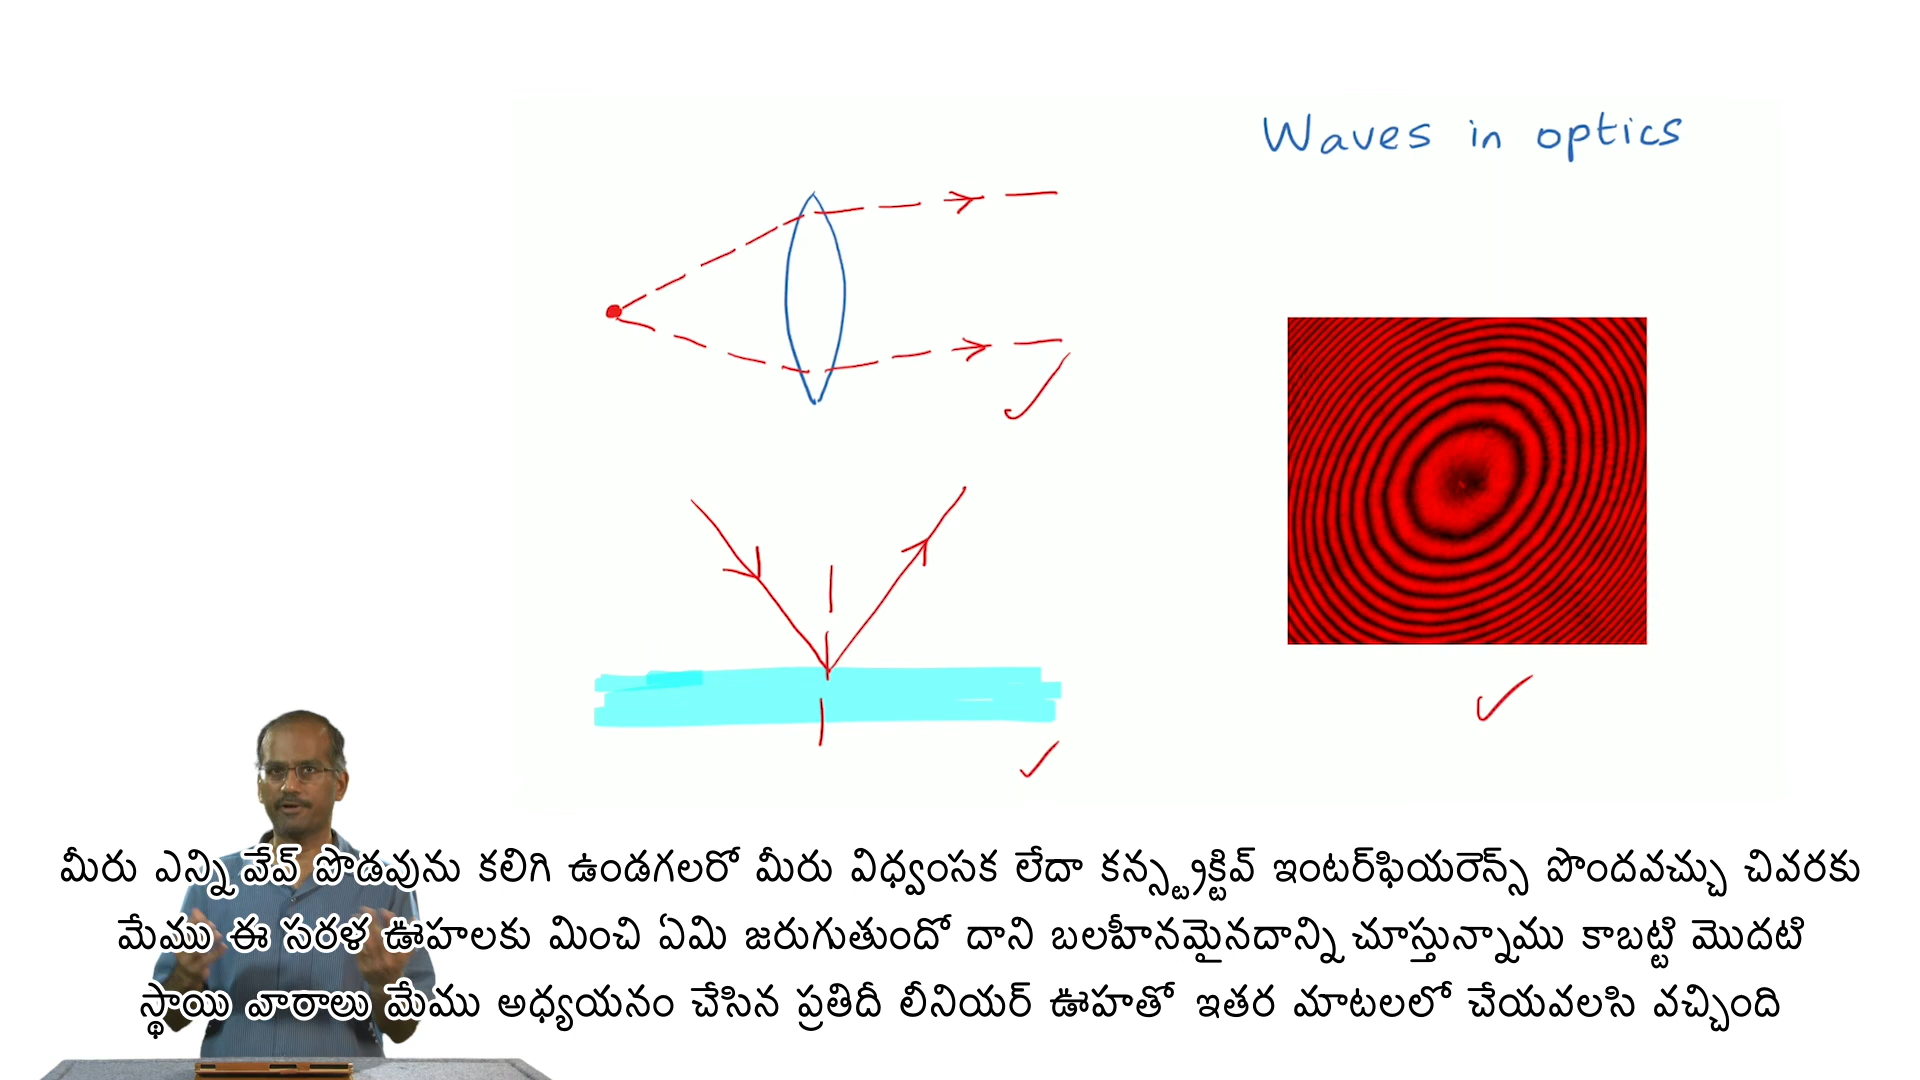 Waves in optics
మీరు ఎన్ని వేవ్ పొడవును కలిగి ఉండగలరో మీరు విధ్వంసక లేదా కన్స్ట్రక్టివ్ ఇంటర్‌ఫియరెన్స్ పొందవచ్చు చివరకు
మేము ఈ సరళ ఊహలకు మించి ఏమి జరుగుతుందో దాని బలహీనమైనదాన్ని చూస్తున్నాము కాబట్టి మొదటి
స్థాయి వారాలు మేము అధ్యయనం చేసిన ప్రతిదీ లీనియర్ ఊహతో ఇతర మాటలలో చేయవలసి వచ్చింది